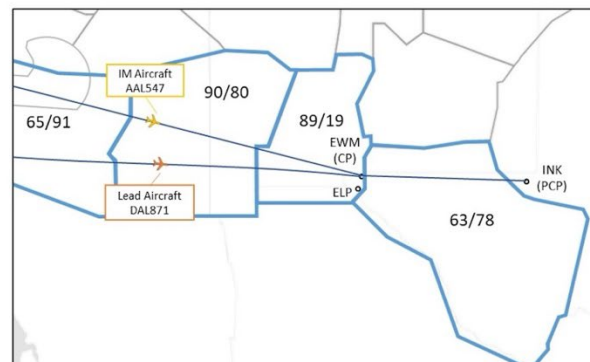 IM Aircraft
AAL547
90/80
65/91
89/19
EWM
(CP)
INK
(PCP)
ELP
Lead Aircraft
DAL871
63/78